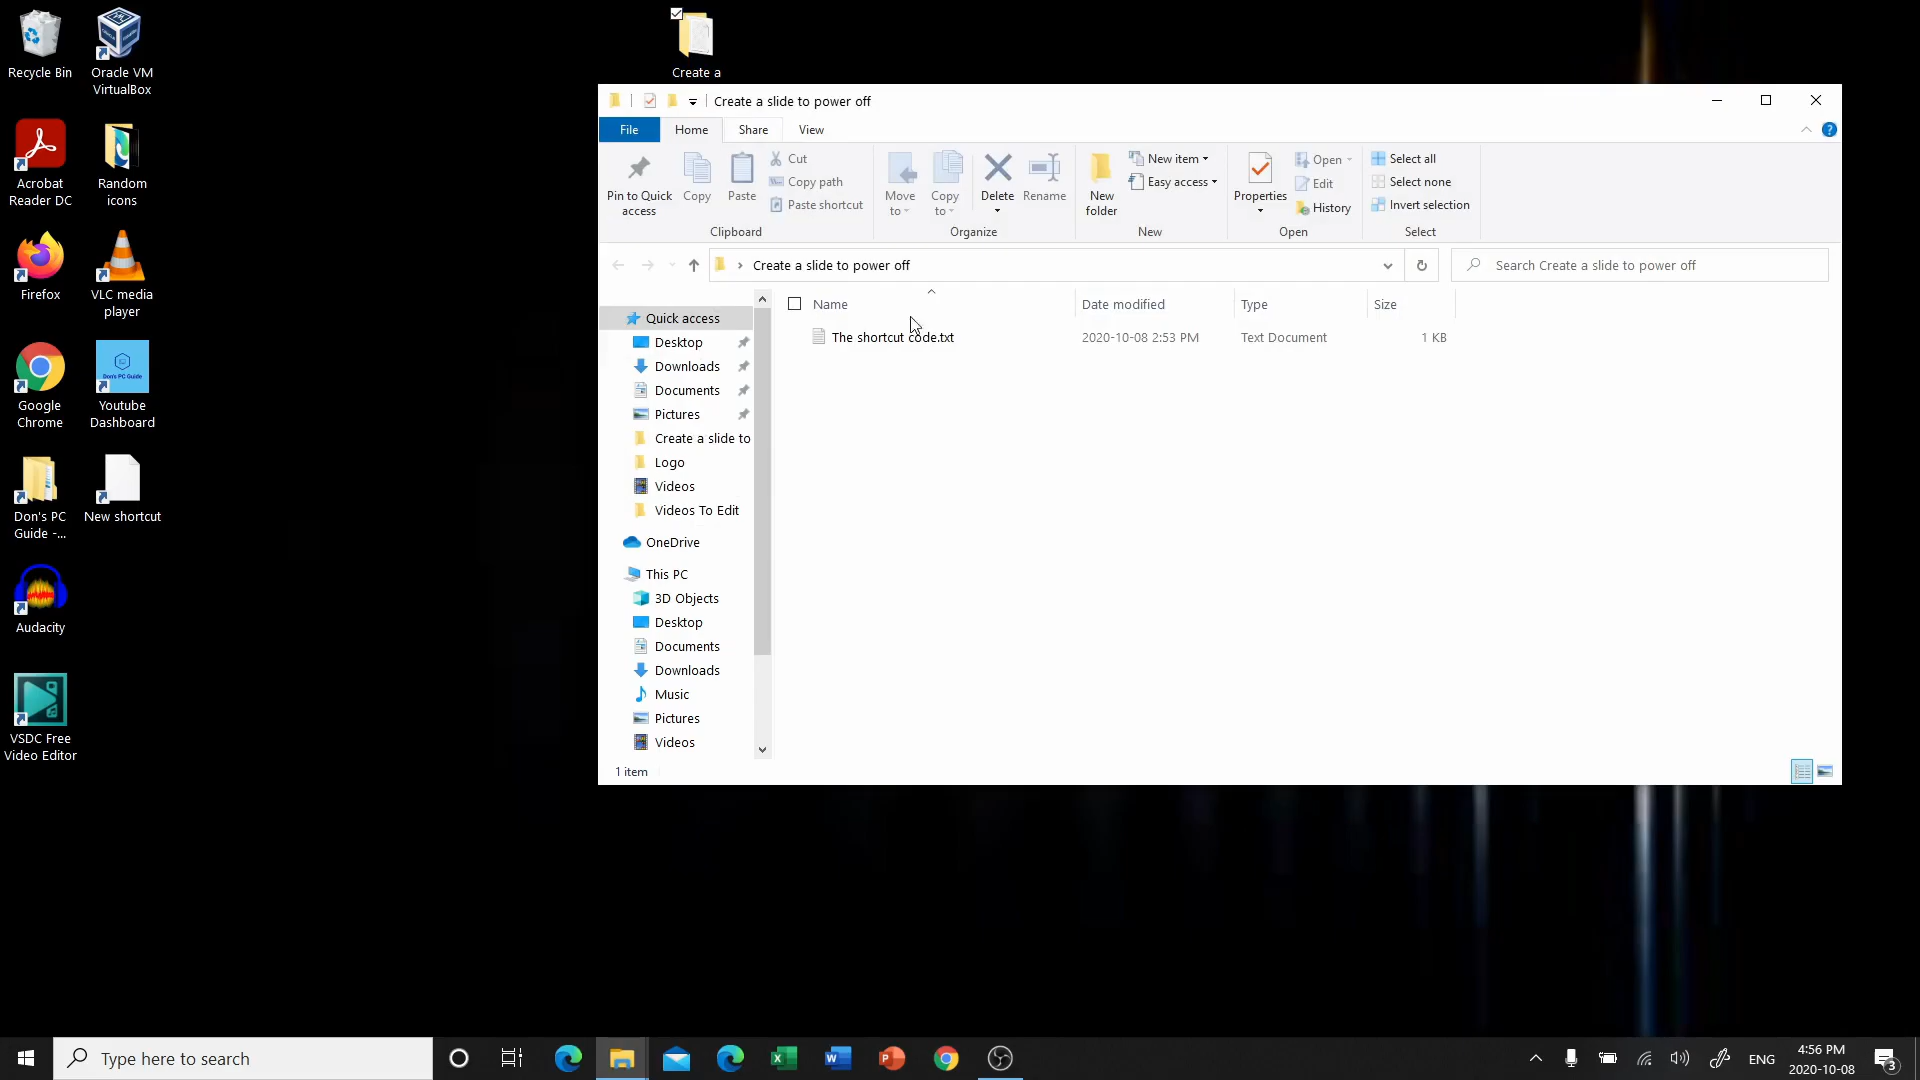 Recycle Bin
Oracle VM
VirtualBox
Acrobat
Reader DC
Random
icons
Firefox
VLC media
player
Google
Chrome
Don's PC Guide
Youtube
Dashboard
Don's PC
Guide -...
New shortcut
Audacity
VSDC Free
Video Editor
Create a
Create a slide to power off
File Home Share View
Pin to Quick
access
Copy
Paste
Cut
Copy path
Paste shortcut
Clipboard
Move
to
Copy
to
Delete
Rename
Organize
New
folder
New item
Easy access
New
Properties
Open
Edit
History
Open
Select all
Select none
Invert selection
Select
Create a slide to power off
Search Create a slide to power off
Quick access
Desktop
Downloads
Documents
Pictures
Create a slide to
Logo
Videos
Videos To Edit
OneDrive
This PC
3D Objects
Desktop
Documents
Downloads
Music
Pictures
Videos
Name Date modified Type Size
The shortcut code.txt 2020-10-08 2:53 PM Text Document 1 KB
1 item
Type here to search
ENG
4:56 PM
2020-10-08
3